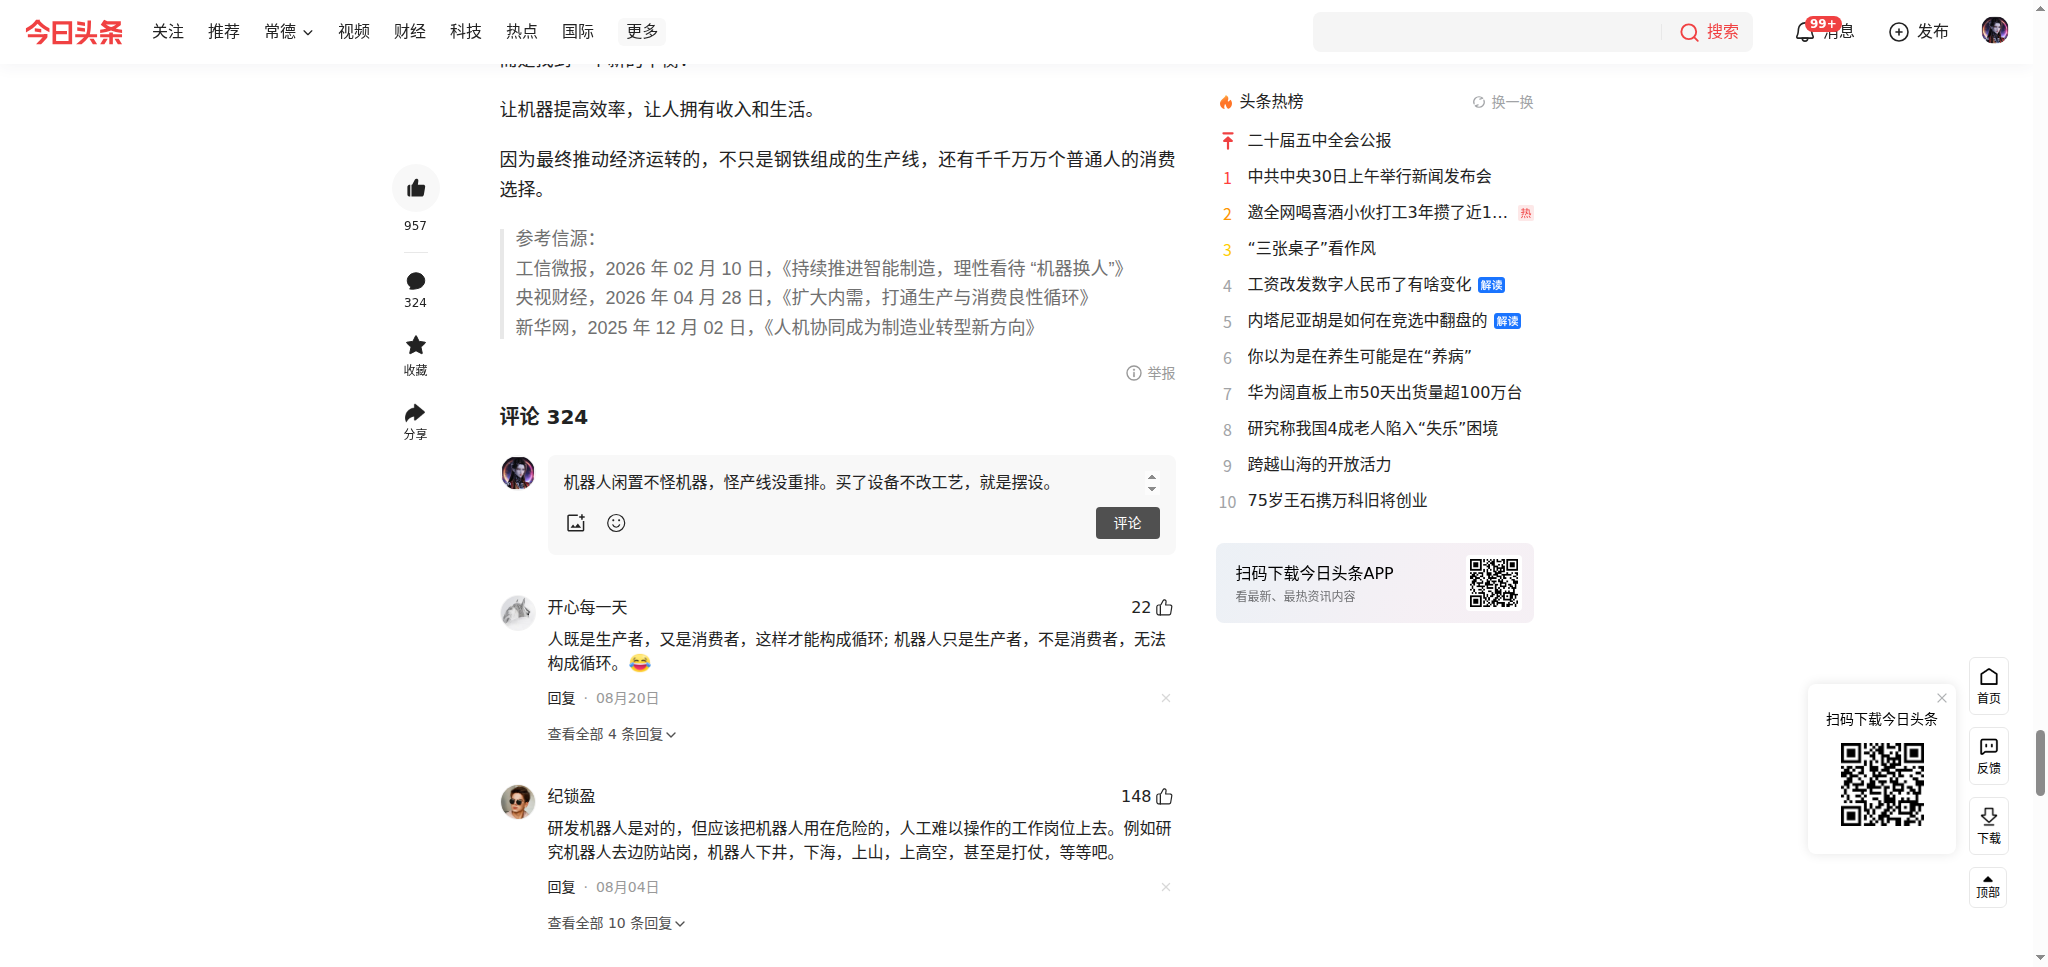 今日头条
关注
推荐
常德
视频
财经
科技
热点
国际
更多
搜索
99+
消息
发布
让机器提高效率，让人拥有收入和生活。
因为最终推动经济运转的，不只是钢铁组成的生产线，还有千千万万个普通人的消费
选择。
参考信源：
工信微报，2026 年 02 月 10 日，《持续推进智能制造，理性看待 “机器换人”》
央视财经，2026 年 04 月 28 日，《扩大内需，打通生产与消费良性循环》
新华网，2025 年 12 月 02 日，《人机协同成为制造业转型新方向》
举报
957
324
收藏
分享
评论 324
机器人闲置不怪机器，怪产线没重排。买了设备不改工艺，就是摆设。
评论
开心每一天
22
人既是生产者，又是消费者，这样才能构成循环; 机器人只是生产者，不是消费者，无法
构成循环。😂
回复 · 08月20日
查看全部 4 条回复
纪锁盈
148
研发机器人是对的，但应该把机器人用在危险的，人工难以操作的工作岗位上去。例如研
究机器人去边防站岗，机器人下井，下海，上山，上高空，甚至是打仗，等等吧。
回复 · 08月04日
查看全部 10 条回复
头条热榜
换一换
二十届五中全会公报
1 中共中央30日上午举行新闻发布会
2 邀全网喝喜酒小伙打工3年攒了近1... 热
3 “三张桌子”看作风
4 工资改发数字人民币了有啥变化 解读
5 内塔尼亚胡是如何在竞选中翻盘的 解读
6 你以为是在养生可能是在“养病”
7 华为阔直板上市50天出货量超100万台
8 研究称我国4成老人陷入“失乐”困境
9 跨越山海的开放活力
10 75岁王石携万科旧将创业
扫码下载今日头条APP
看最新、最热资讯内容
扫码下载今日头条
首页
反馈
下载
顶部